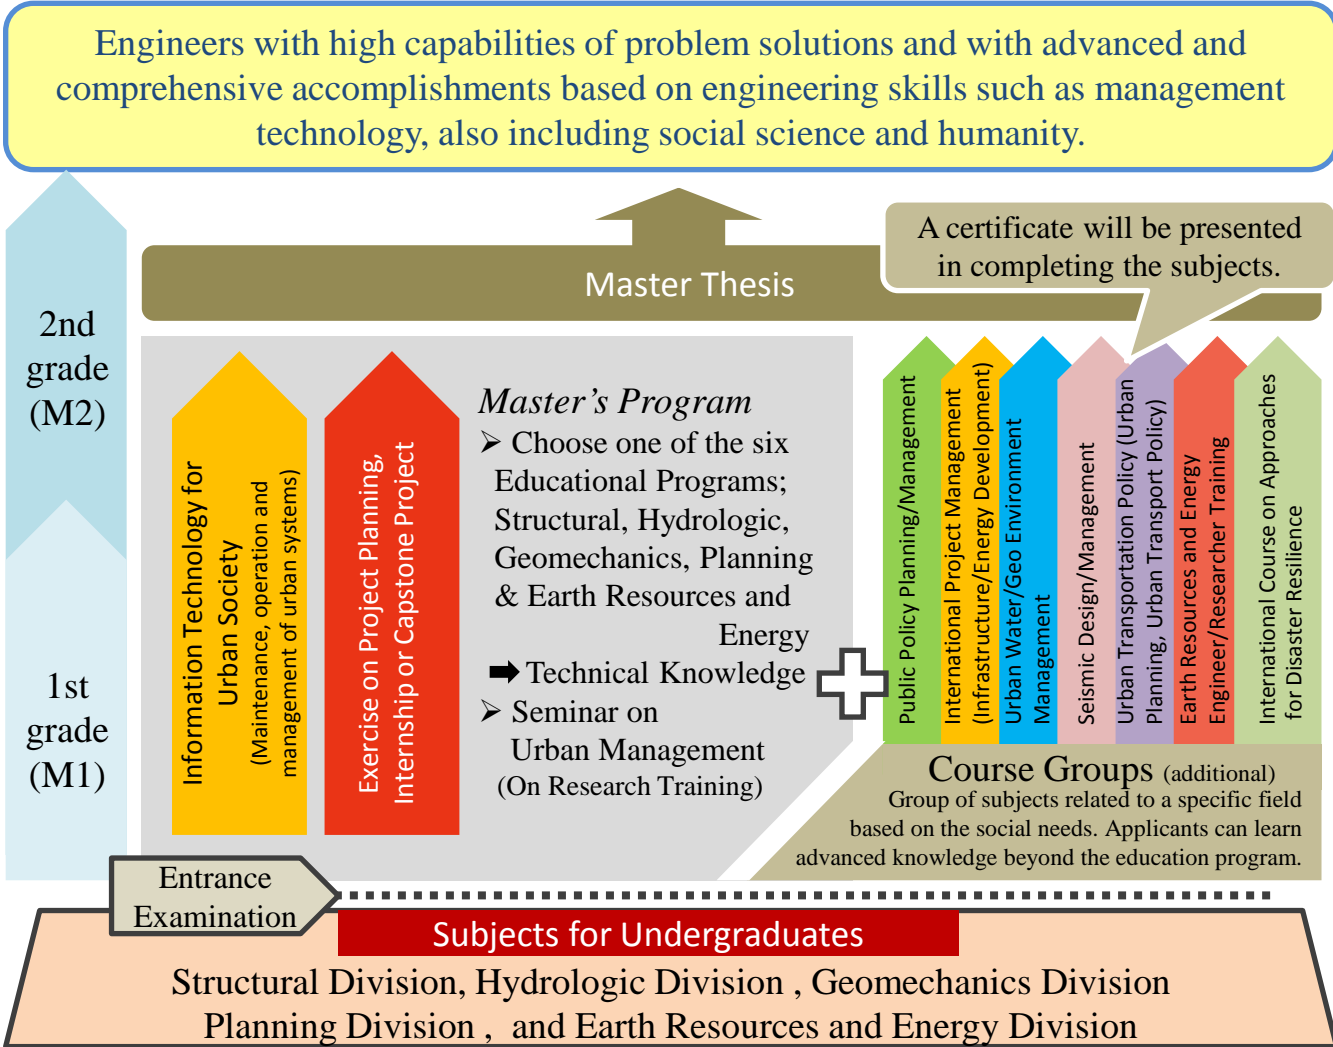 Engineers with high capabilities of problem solutions and with advanced and
comprehensive accomplishments based on engineering skills such as management
technology, also including social science and humanity.
A certificate will be presented
in completing the subjects.
Master Thesis
2nd
grade
(M2)
1st
grade
(M1)
Information Technology for
Urban Society
(Maintenance, operation and
management of urban systems)
Exercise on Project Planning,
Internship or Capstone Project
Master's Program
➢ Choose one of the six
Educational Programs;
Structural, Hydrologic,
Geomechanics, Planning
& Earth Resources and
Energy
➡ Technical Knowledge
➢ Seminar on
Urban Management
(On Research Training)
Public Policy Planning/Management
International Project Management
(Infrastructure/Energy Development)
Urban Water/Geo Environment
Management
Seismic Design/Management
Urban Transportation Policy (Urban
Planning, Urban Transport Policy)
Earth Resources and Energy
Engineer/Researcher Training
International Course on Approaches
for Disaster Resilience
Course Groups (additional)
Group of subjects related to a specific field
based on the social needs. Applicants can learn
advanced knowledge beyond the education program.
Entrance
Examination
Subjects for Undergraduates
Structural Division, Hydrologic Division , Geomechanics Division
Planning Division , and Earth Resources and Energy Division